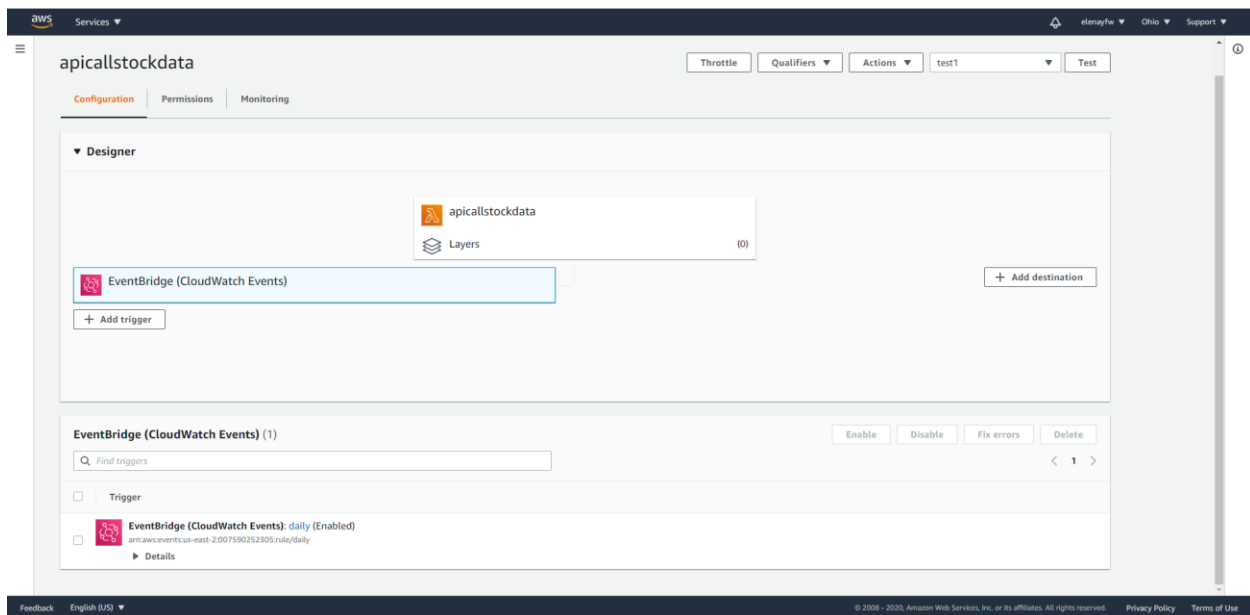 aws Services ▼ elenayfw ▼ Ohio ▼ Support ▼
apicallstockdata Throttle Qualifiers ▼ Actions ▼ test1 ▼ Test
Configuration Permissions Monitoring
▼ Designer
apicallstockdata
Layers (0)
EventBridge (CloudWatch Events) + Add destination
+ Add trigger
EventBridge (CloudWatch Events) (1) Enable Disable Fix errors Delete
Find triggers < 1 >
Trigger
EventBridge (CloudWatch Events): daily (Enabled)
arn:aws:events:us-east-2:007590252305:rule/daily
▶ Details
Feedback English (US) ▼ © 2008 - 2020, Amazon Web Services, Inc. or its affiliates. All rights reserved. Privacy Policy Terms of Use